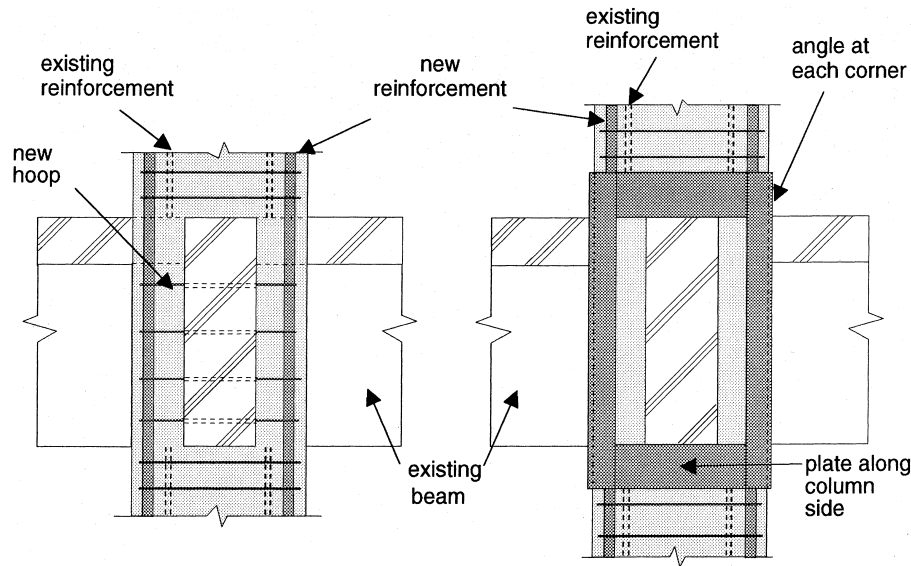 existing
reinforcement
new
hoop
new
reinforcement
existing
reinforcement
angle at
each corner
existing
beam
plate along
column
side